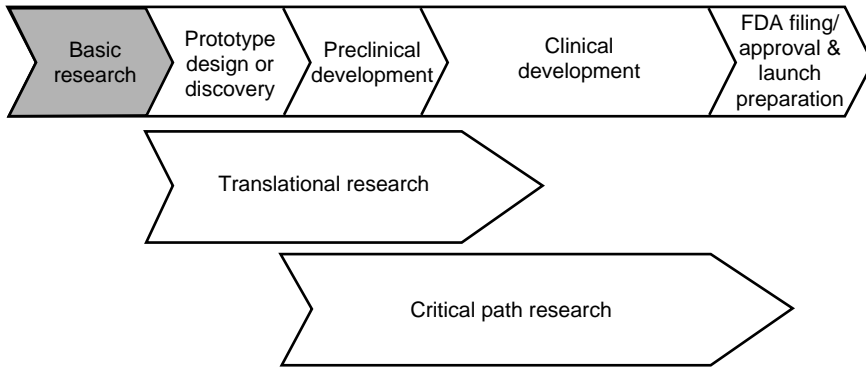 Basic
research
Prototype
design or
discovery
Preclinical
development
Clinical
development
FDA filing/
approval &
launch
preparation
Translational research
Critical path research